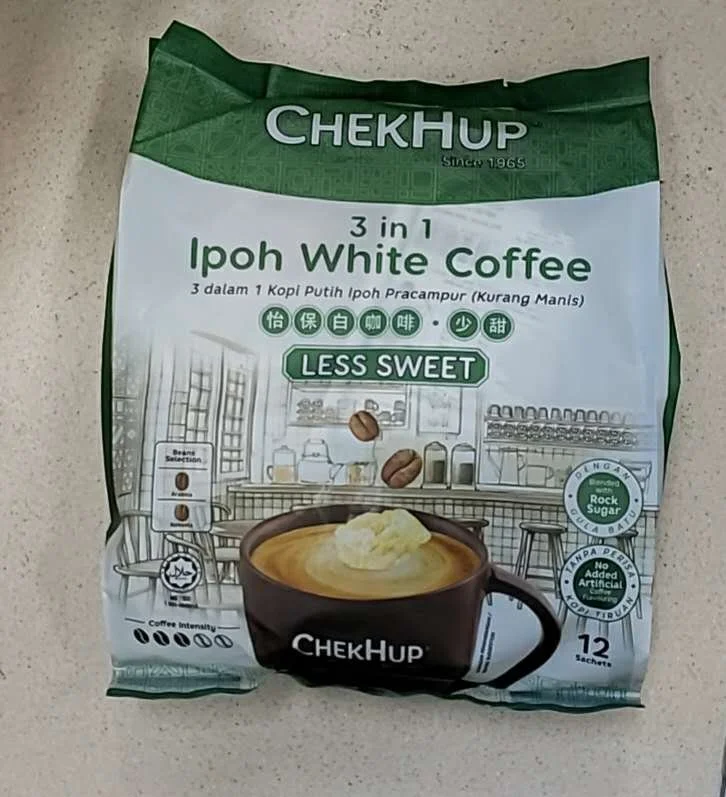 CHEKHUP
Since 1965
3 in 1
Ipoh White Coffee
3 dalam 1 Kopi Putih Ipoh Pracampur (Kurang Manis)
怡保白咖啡 · 少甜
LESS SWEET
Beans
Selection
Arabica
Robusta
DENGAN
Blended
with
Rock
Sugar
GULA BATU
TANPA PERISA
No
Added
Artificial
Coffee
Flavouring
KOPI TIRUAN
حلال
Coffee Intensity
CHEKHUP
12
Sachets